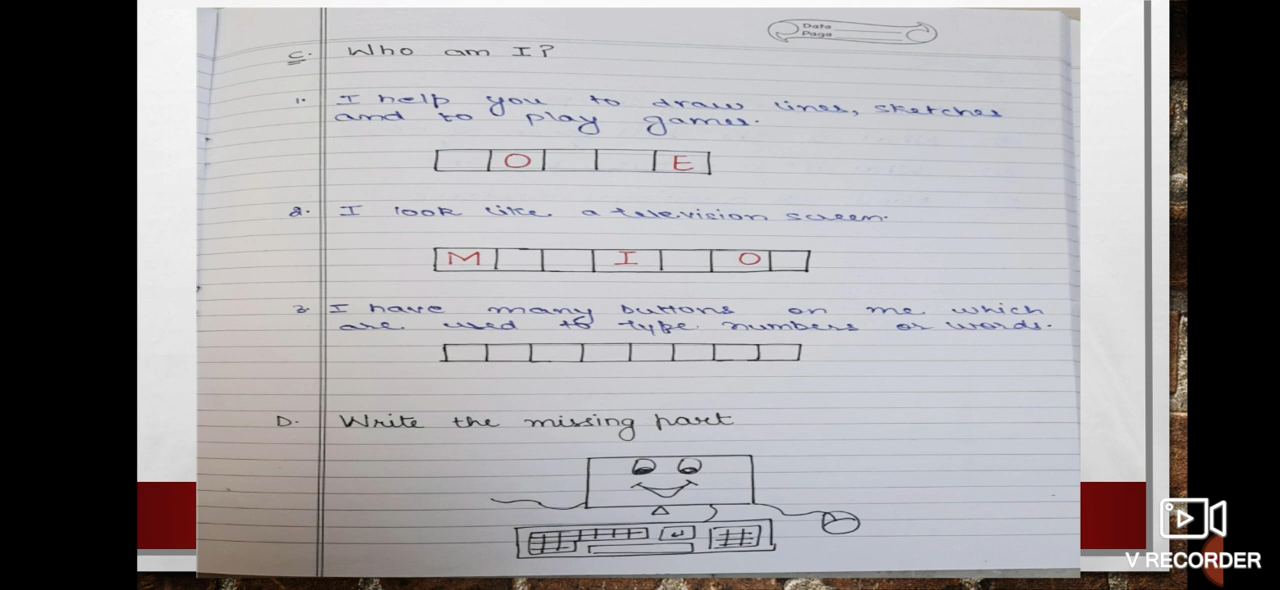 Date
Page
C. Who am I?
1. I help you to draw lines, sketches
and to play games.
O E
2. I look like a television screen.
M I O
3. I have many buttons on me which
are used to type numbers or words.
D. Write the missing part
V RECORDER